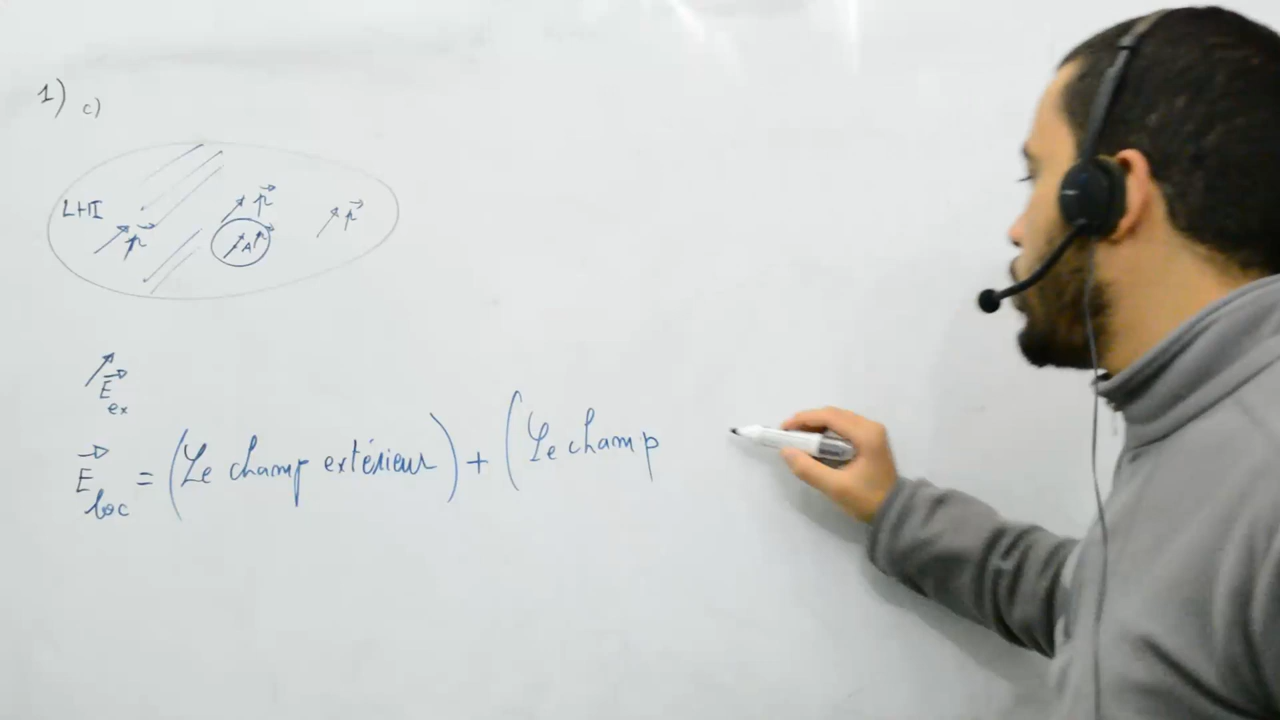 1) c)
LHI
p⃗ p⃗ p⃗
A p⃗
E⃗ex
E⃗loc = (Le champ extérieur) + (Le champ